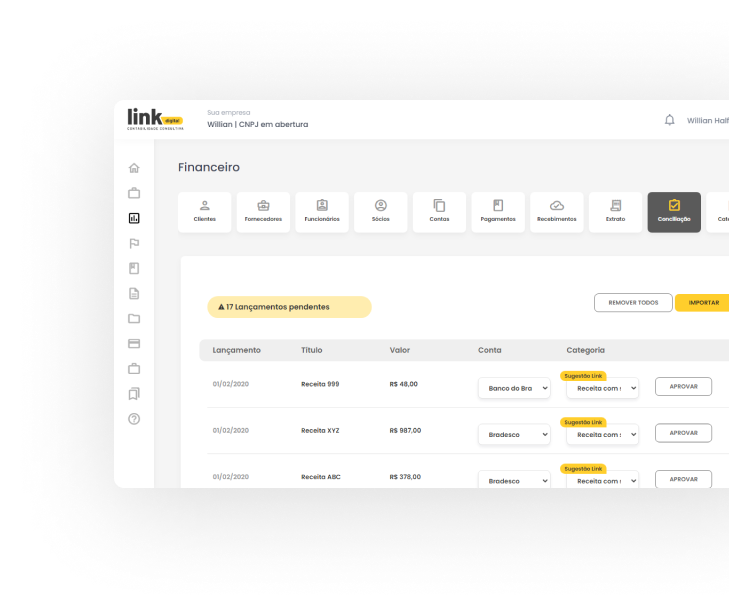 link digital
CONTABILIDADE CONSULTIVA
Sua empresa
Willian | CNPJ em abertura
Willian Half
Financeiro
Clientes
Fornecedores
Funcionários
Sócios
Contas
Pagamentos
Recebimentos
Extrato
Conciliação
Cate
17 Lançamentos pendentes
REMOVER TODOS
IMPORTAR
Lançamento Título Valor Conta Categoria
Sugestão Link
01/02/2020 Receita 999 R$ 48,00 Banco do Bra Receita com s APROVAR
Sugestão Link
01/02/2020 Receita XYZ R$ 987,00 Bradesco Receita com s APROVAR
Sugestão Link
01/02/2020 Receita ABC R$ 378,00 Bradesco Receita com s APROVAR